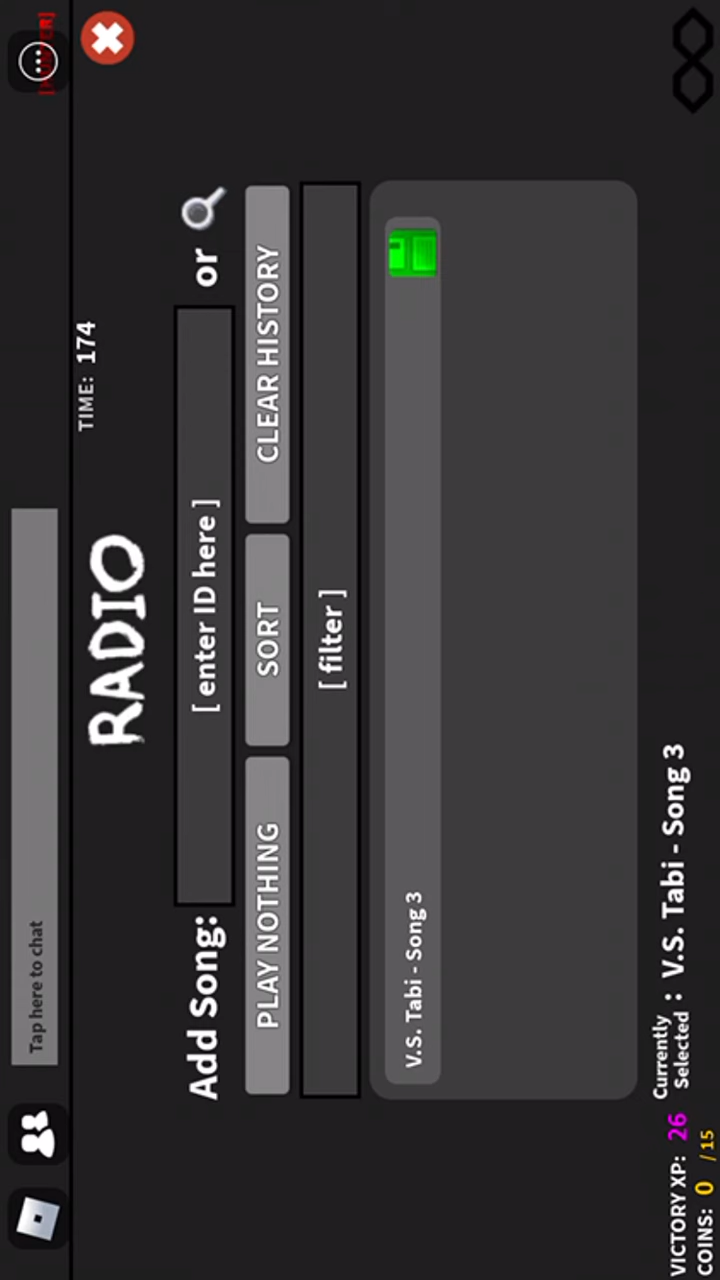 Tap here to chat
TIME: 174
RADIO
Add Song: [ enter ID here ] or
PLAY NOTHING SORT CLEAR HISTORY
[ filter ]
V.S. Tabi - Song 3
Currently Selected : V.S. Tabi - Song 3
VICTORY XP: 26
COINS: 0 /15